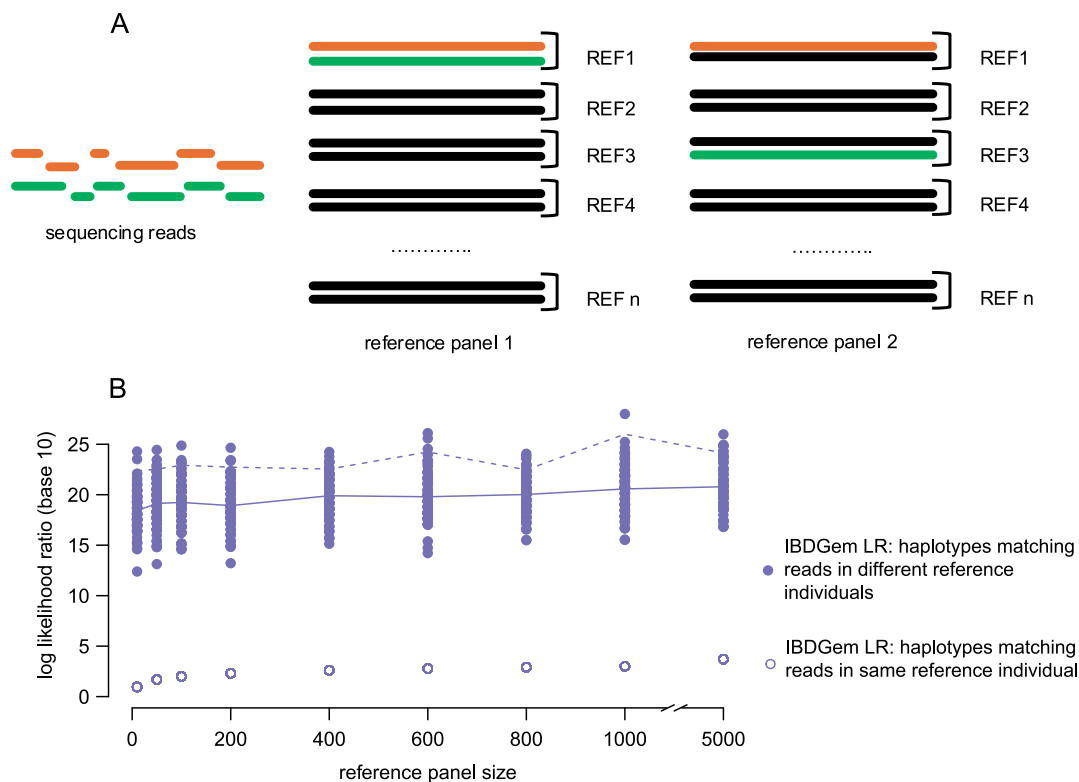 A
REF1
REF2
REF3
REF4
.............
REF n
reference panel 1
REF1
REF2
REF3
REF4
.............
REF n
reference panel 2
sequencing reads
B
log likelihood ratio (base 10)
25
20
15
10
5
0
0
200
400
600
800
1000
5000
reference panel size
IBDGem LR: haplotypes matching
reads in different reference
individuals
IBDGem LR: haplotypes matching
reads in same reference individual